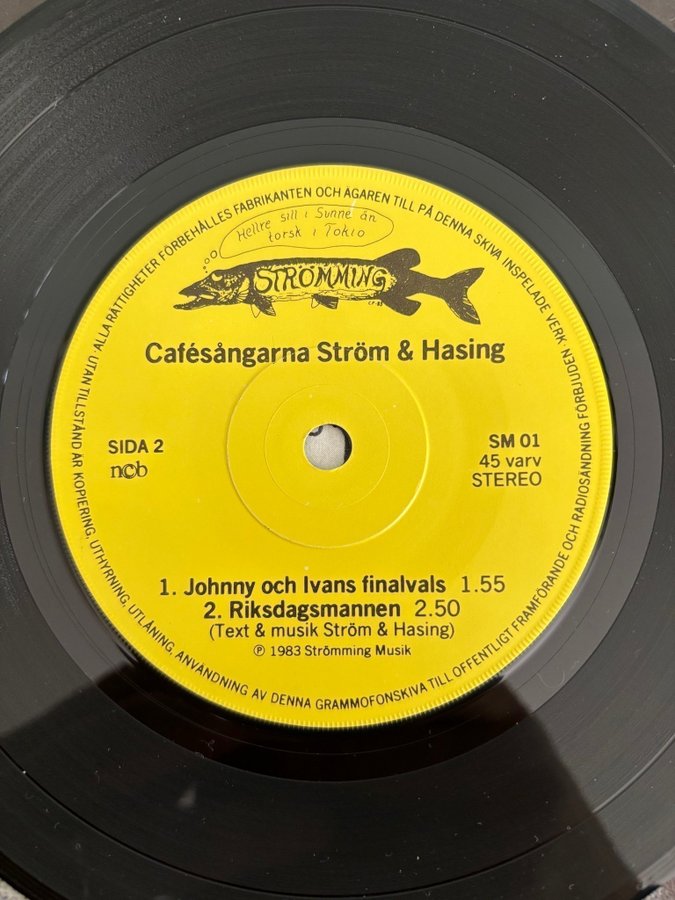 · ALLA RÄTTIGHETER FÖRBEHÅLLES FABRIKANTEN OCH ÄGAREN TILL PÅ DENNA SKIVA INSPELADE VERK· UTAN TILLSTÅND ÄR KOPIERING, UTHYRNING, UTLÅNING, ANVÄNDNING AV DENNA GRAMMOFONSKIVA TILL OFFENTLIGT FRAMFÖRANDE OCH RADIOSÄNDNING FÖRBJUDEN
Hellre sill i Sunne än
torsk i Tokio
STRÖMMING
CF-83
Cafésångarna Ström & Hasing
SIDA 2
n©b
SM 01
45 varv
STEREO
1. Johnny och Ivans finalvals 1.55
2. Riksdagsmannen 2.50
(Text & musik Ström & Hasing)
℗ 1983 Strömming Musik